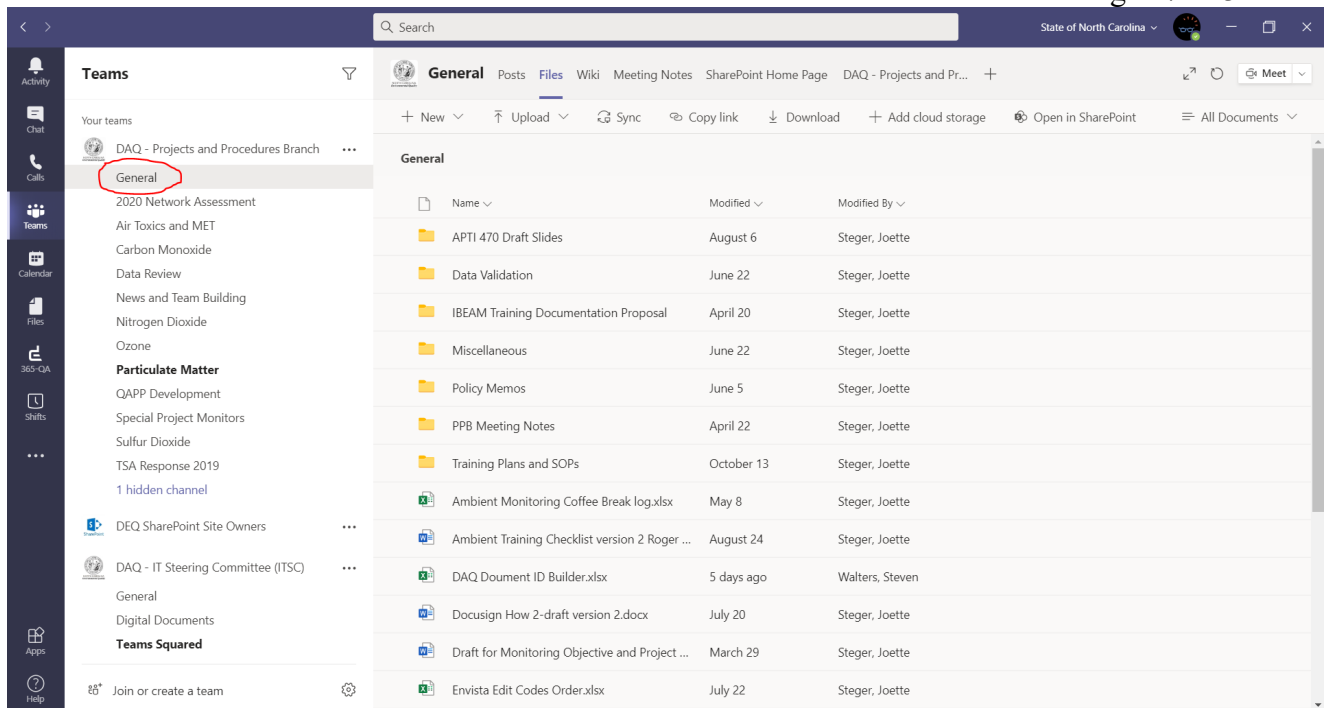 Search
State of North Carolina
Activity
Chat
Calls
Teams
Calendar
Files
365-QA
Shifts
Apps
Help
Teams
Your teams
DAQ - Projects and Procedures Branch
General
2020 Network Assessment
Air Toxics and MET
Carbon Monoxide
Data Review
News and Team Building
Nitrogen Dioxide
Ozone
Particulate Matter
QAPP Development
Special Project Monitors
Sulfur Dioxide
TSA Response 2019
1 hidden channel
DEQ SharePoint Site Owners
DAQ - IT Steering Committee (ITSC)
General
Digital Documents
Teams Squared
Join or create a team
General Posts Files Wiki Meeting Notes SharePoint Home Page DAQ - Projects and Pr... + Meet
+ New Upload Sync Copy link Download + Add cloud storage Open in SharePoint All Documents
General
Name Modified Modified By
APTI 470 Draft Slides August 6 Steger, Joette
Data Validation June 22 Steger, Joette
IBEAM Training Documentation Proposal April 20 Steger, Joette
Miscellaneous June 22 Steger, Joette
Policy Memos June 5 Steger, Joette
PPB Meeting Notes April 22 Steger, Joette
Training Plans and SOPs October 13 Steger, Joette
Ambient Monitoring Coffee Break log.xlsx May 8 Steger, Joette
Ambient Training Checklist version 2 Roger ... August 24 Steger, Joette
DAQ Doument ID Builder.xlsx 5 days ago Walters, Steven
Docusign How 2-draft version 2.docx July 20 Steger, Joette
Draft for Monitoring Objective and Project ... March 29 Steger, Joette
Envista Edit Codes Order.xlsx July 22 Steger, Joette